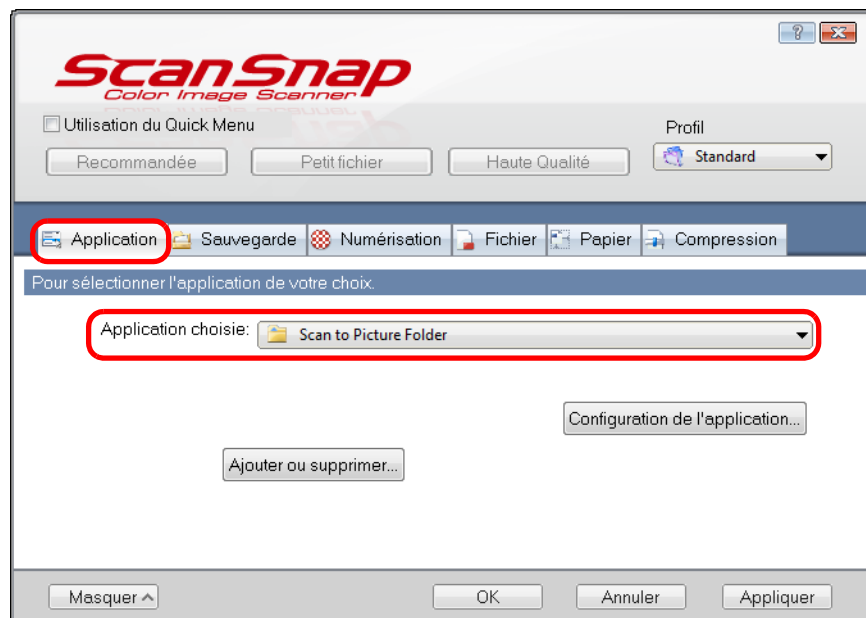 ScanSnap
Color Image Scanner
Utilisation du Quick Menu
Profil
Recommandée Petit fichier Haute Qualité Standard
Application Sauvegarde Numérisation Fichier Papier Compression
Pour sélectionner l'application de votre choix.
Application choisie: Scan to Picture Folder
Configuration de l'application...
Ajouter ou supprimer...
Masquer OK Annuler Appliquer